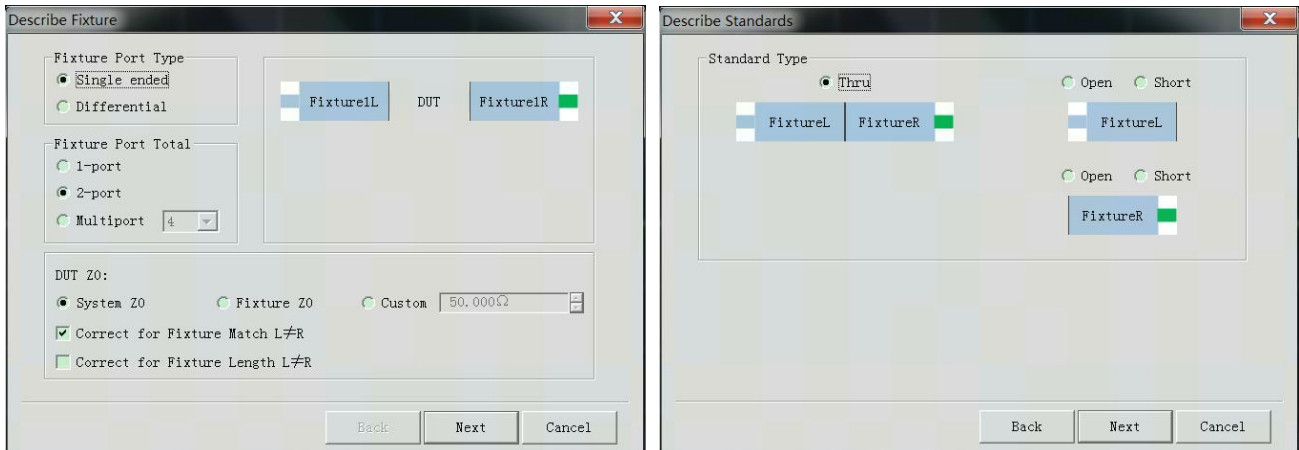 Describe Fixture
Fixture Port Type
Single ended
Differential
Fixture1L DUT Fixture1R
Fixture Port Total
1-port
2-port
Multiport 4
DUT Z0:
System Z0 Fixture Z0 Custom 50.000Ω
Correct for Fixture Match L≠R
Correct for Fixture Length L≠R
Back Next Cancel
Describe Standards
Standard Type
Thru
Open Short
FixtureL FixtureR
FixtureL
Open Short
FixtureR
Back Next Cancel